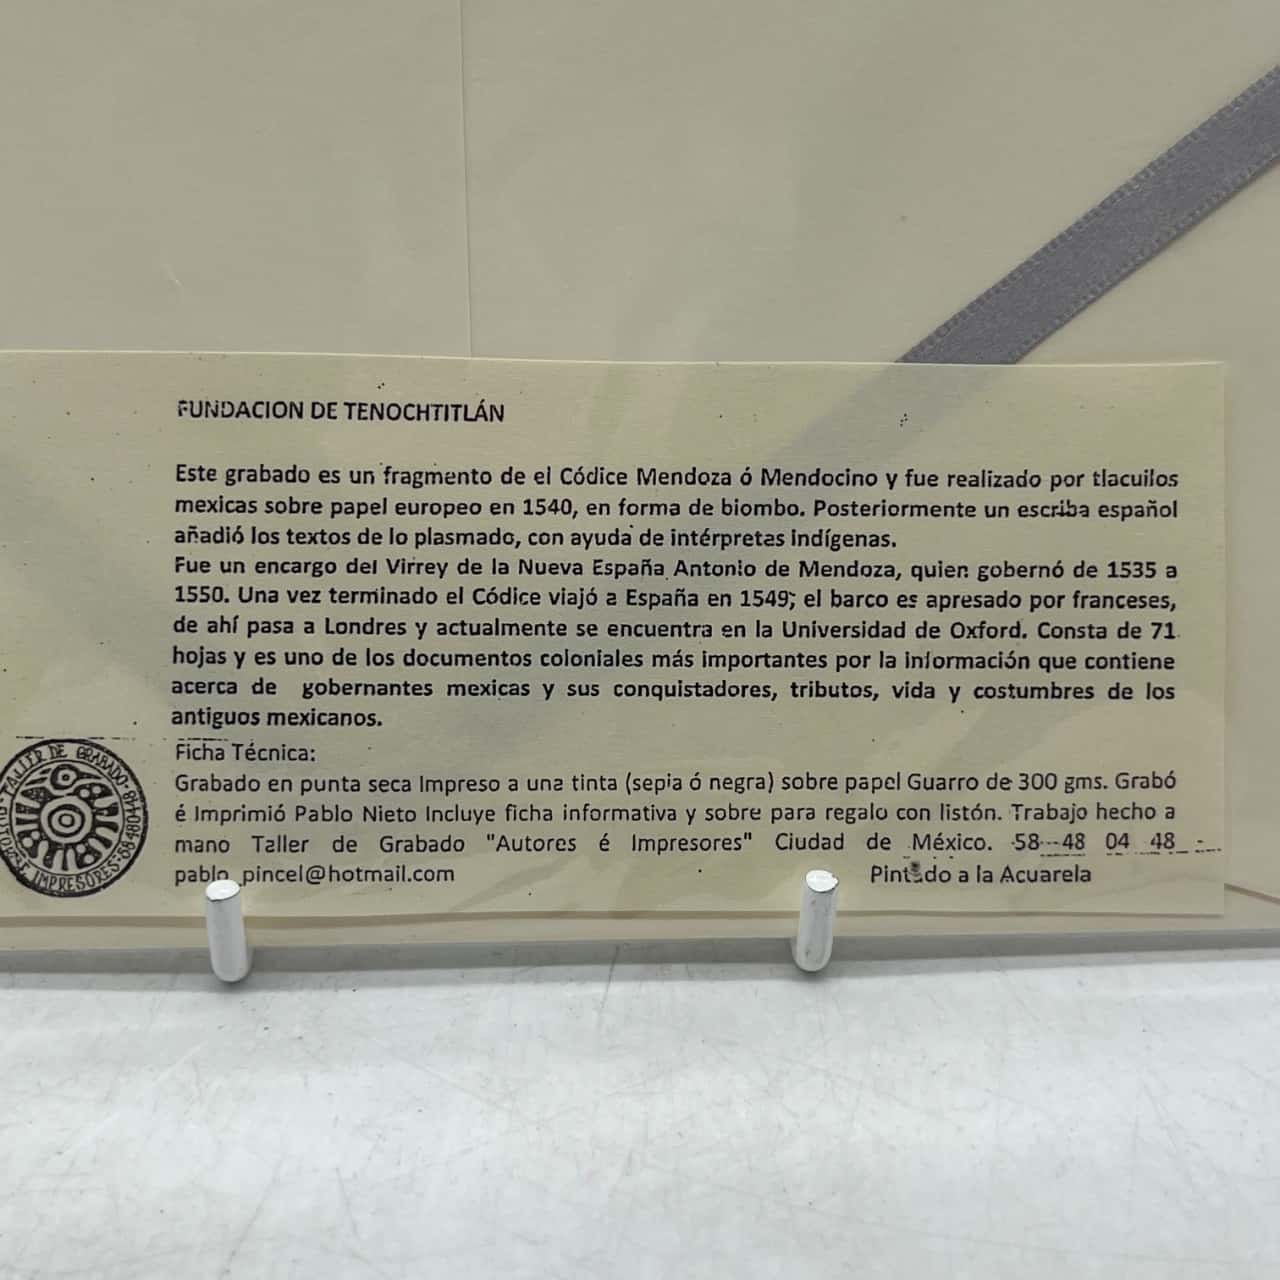 FUNDACION DE TENOCHTITLÁN
Este grabado es un fragmento de el Códice Mendoza ó Mendocino y fue realizado por tlacuilos
mexicas sobre papel europeo en 1540, en forma de biombo. Posteriormente un escriba español
añadió los textos de lo plasmado, con ayuda de intérpretas indígenas.
Fue un encargo del Virrey de la Nueva España Antonio de Mendoza, quien gobernó de 1535 a
1550. Una vez terminado el Códice viajó a España en 1549; el barco es apresado por franceses,
de ahí pasa a Londres y actualmente se encuentra en la Universidad de Oxford. Consta de 71
hojas y es uno de los documentos coloniales más importantes por la información que contiene
acerca de gobernantes mexicas y sus conquistadores, tributos, vida y costumbres de los
antiguos mexicanos.
Ficha Técnica:
Grabado en punta seca Impreso a una tinta (sepia ó negra) sobre papel Guarro de 300 gms. Grabó
é Imprimió Pablo Nieto Incluye ficha informativa y sobre para regalo con listón. Trabajo hecho a
mano Taller de Grabado "Autores é Impresores" Ciudad de México. 58 48 04 48
pablo_pincel@hotmail.com Pintado a la Acuarela
TALLER DE GRABADO
IMPRESORES